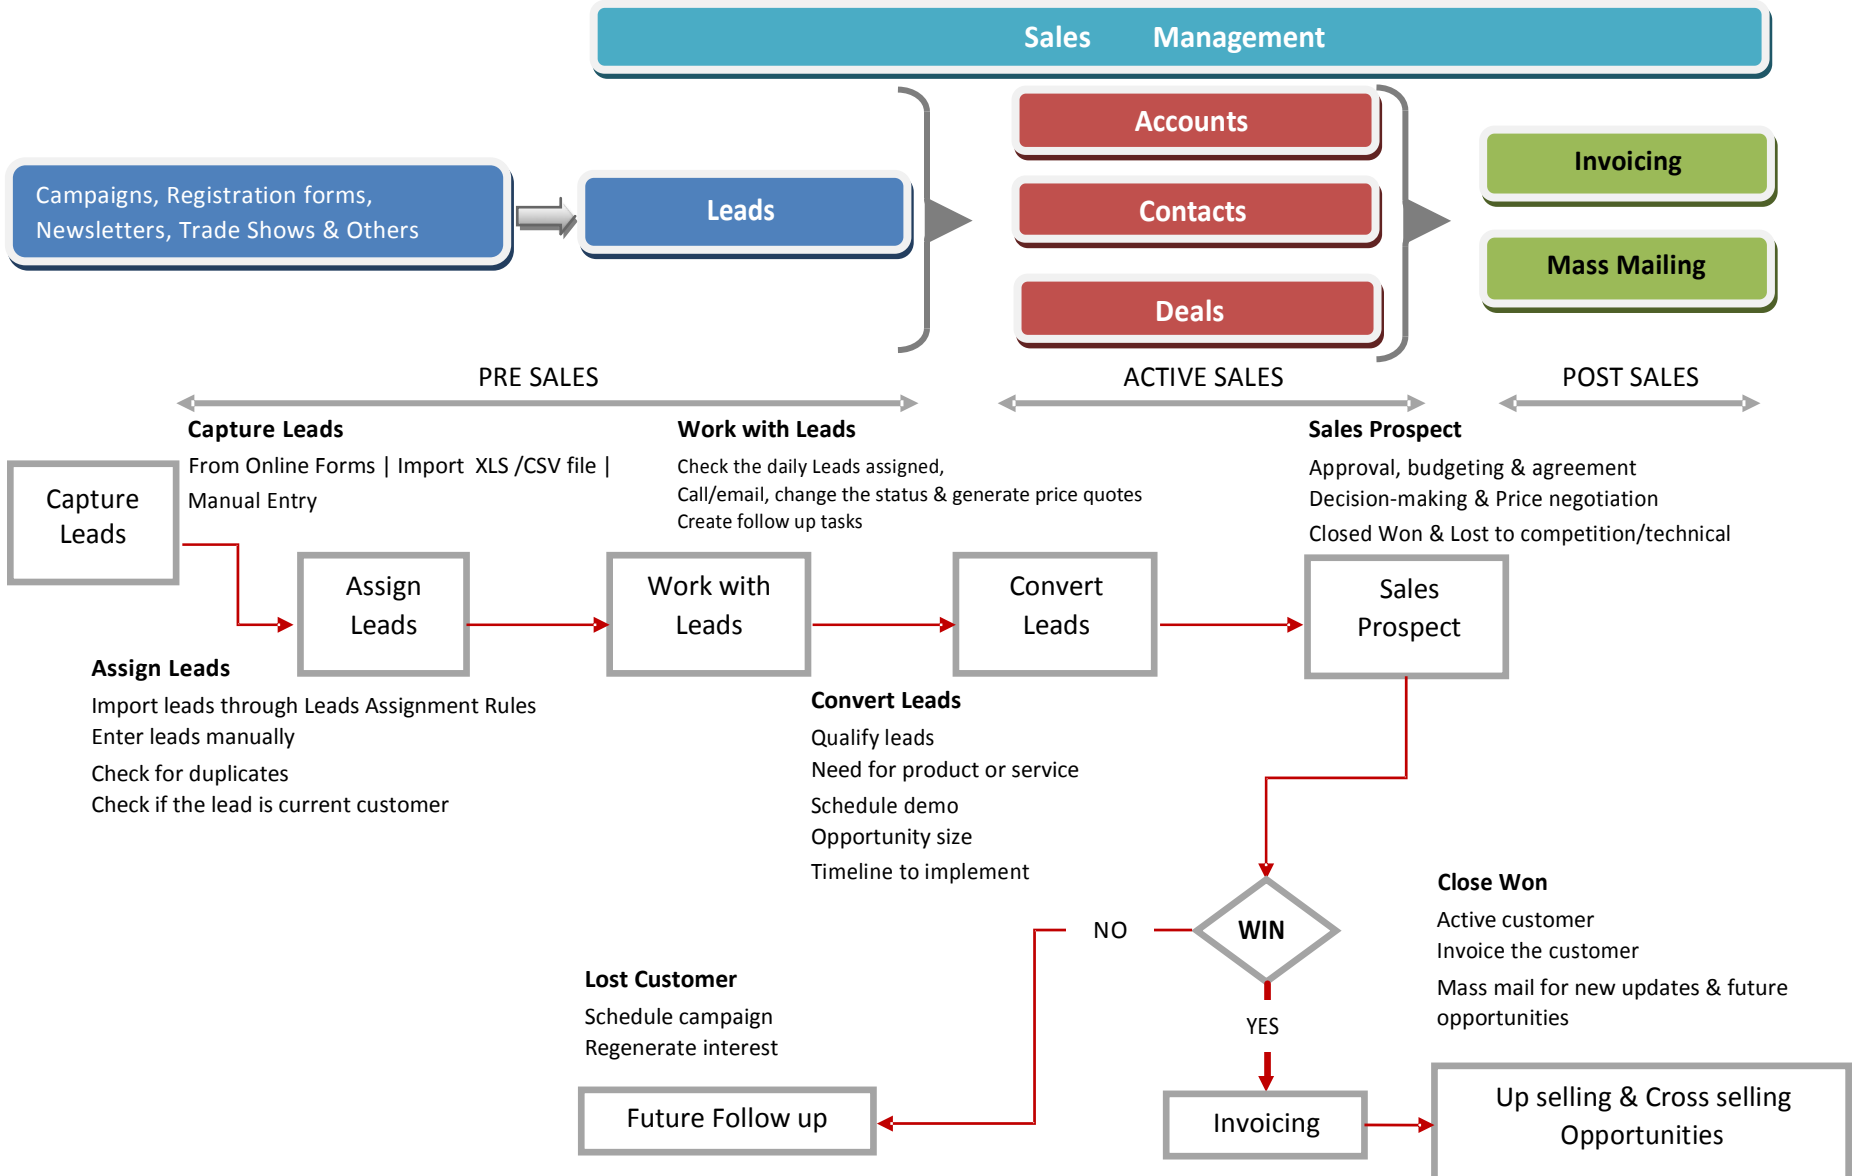 Sales Management
Accounts
Invoicing
Campaigns, Registration forms,
Newsletters, Trade Shows & Others
Leads
Contacts
Mass Mailing
Deals
PRE SALES
ACTIVE SALES
POST SALES
Capture Leads
From Online Forms | Import XLS /CSV file |
Manual Entry
Work with Leads
Check the daily Leads assigned,
Call/email, change the status & generate price quotes
Create follow up tasks
Sales Prospect
Approval, budgeting & agreement
Decision-making & Price negotiation
Closed Won & Lost to competition/technical
Capture
Leads
Assign
Leads
Work with
Leads
Convert
Leads
Sales
Prospect
Assign Leads
Import leads through Leads Assignment Rules
Enter leads manually
Check for duplicates
Check if the lead is current customer
Convert Leads
Qualify leads
Need for product or service
Schedule demo
Opportunity size
Timeline to implement
WIN
NO
YES
Close Won
Active customer
Invoice the customer
Mass mail for new updates & future
opportunities
Lost Customer
Schedule campaign
Regenerate interest
Future Follow up
Invoicing
Up selling & Cross selling
Opportunities